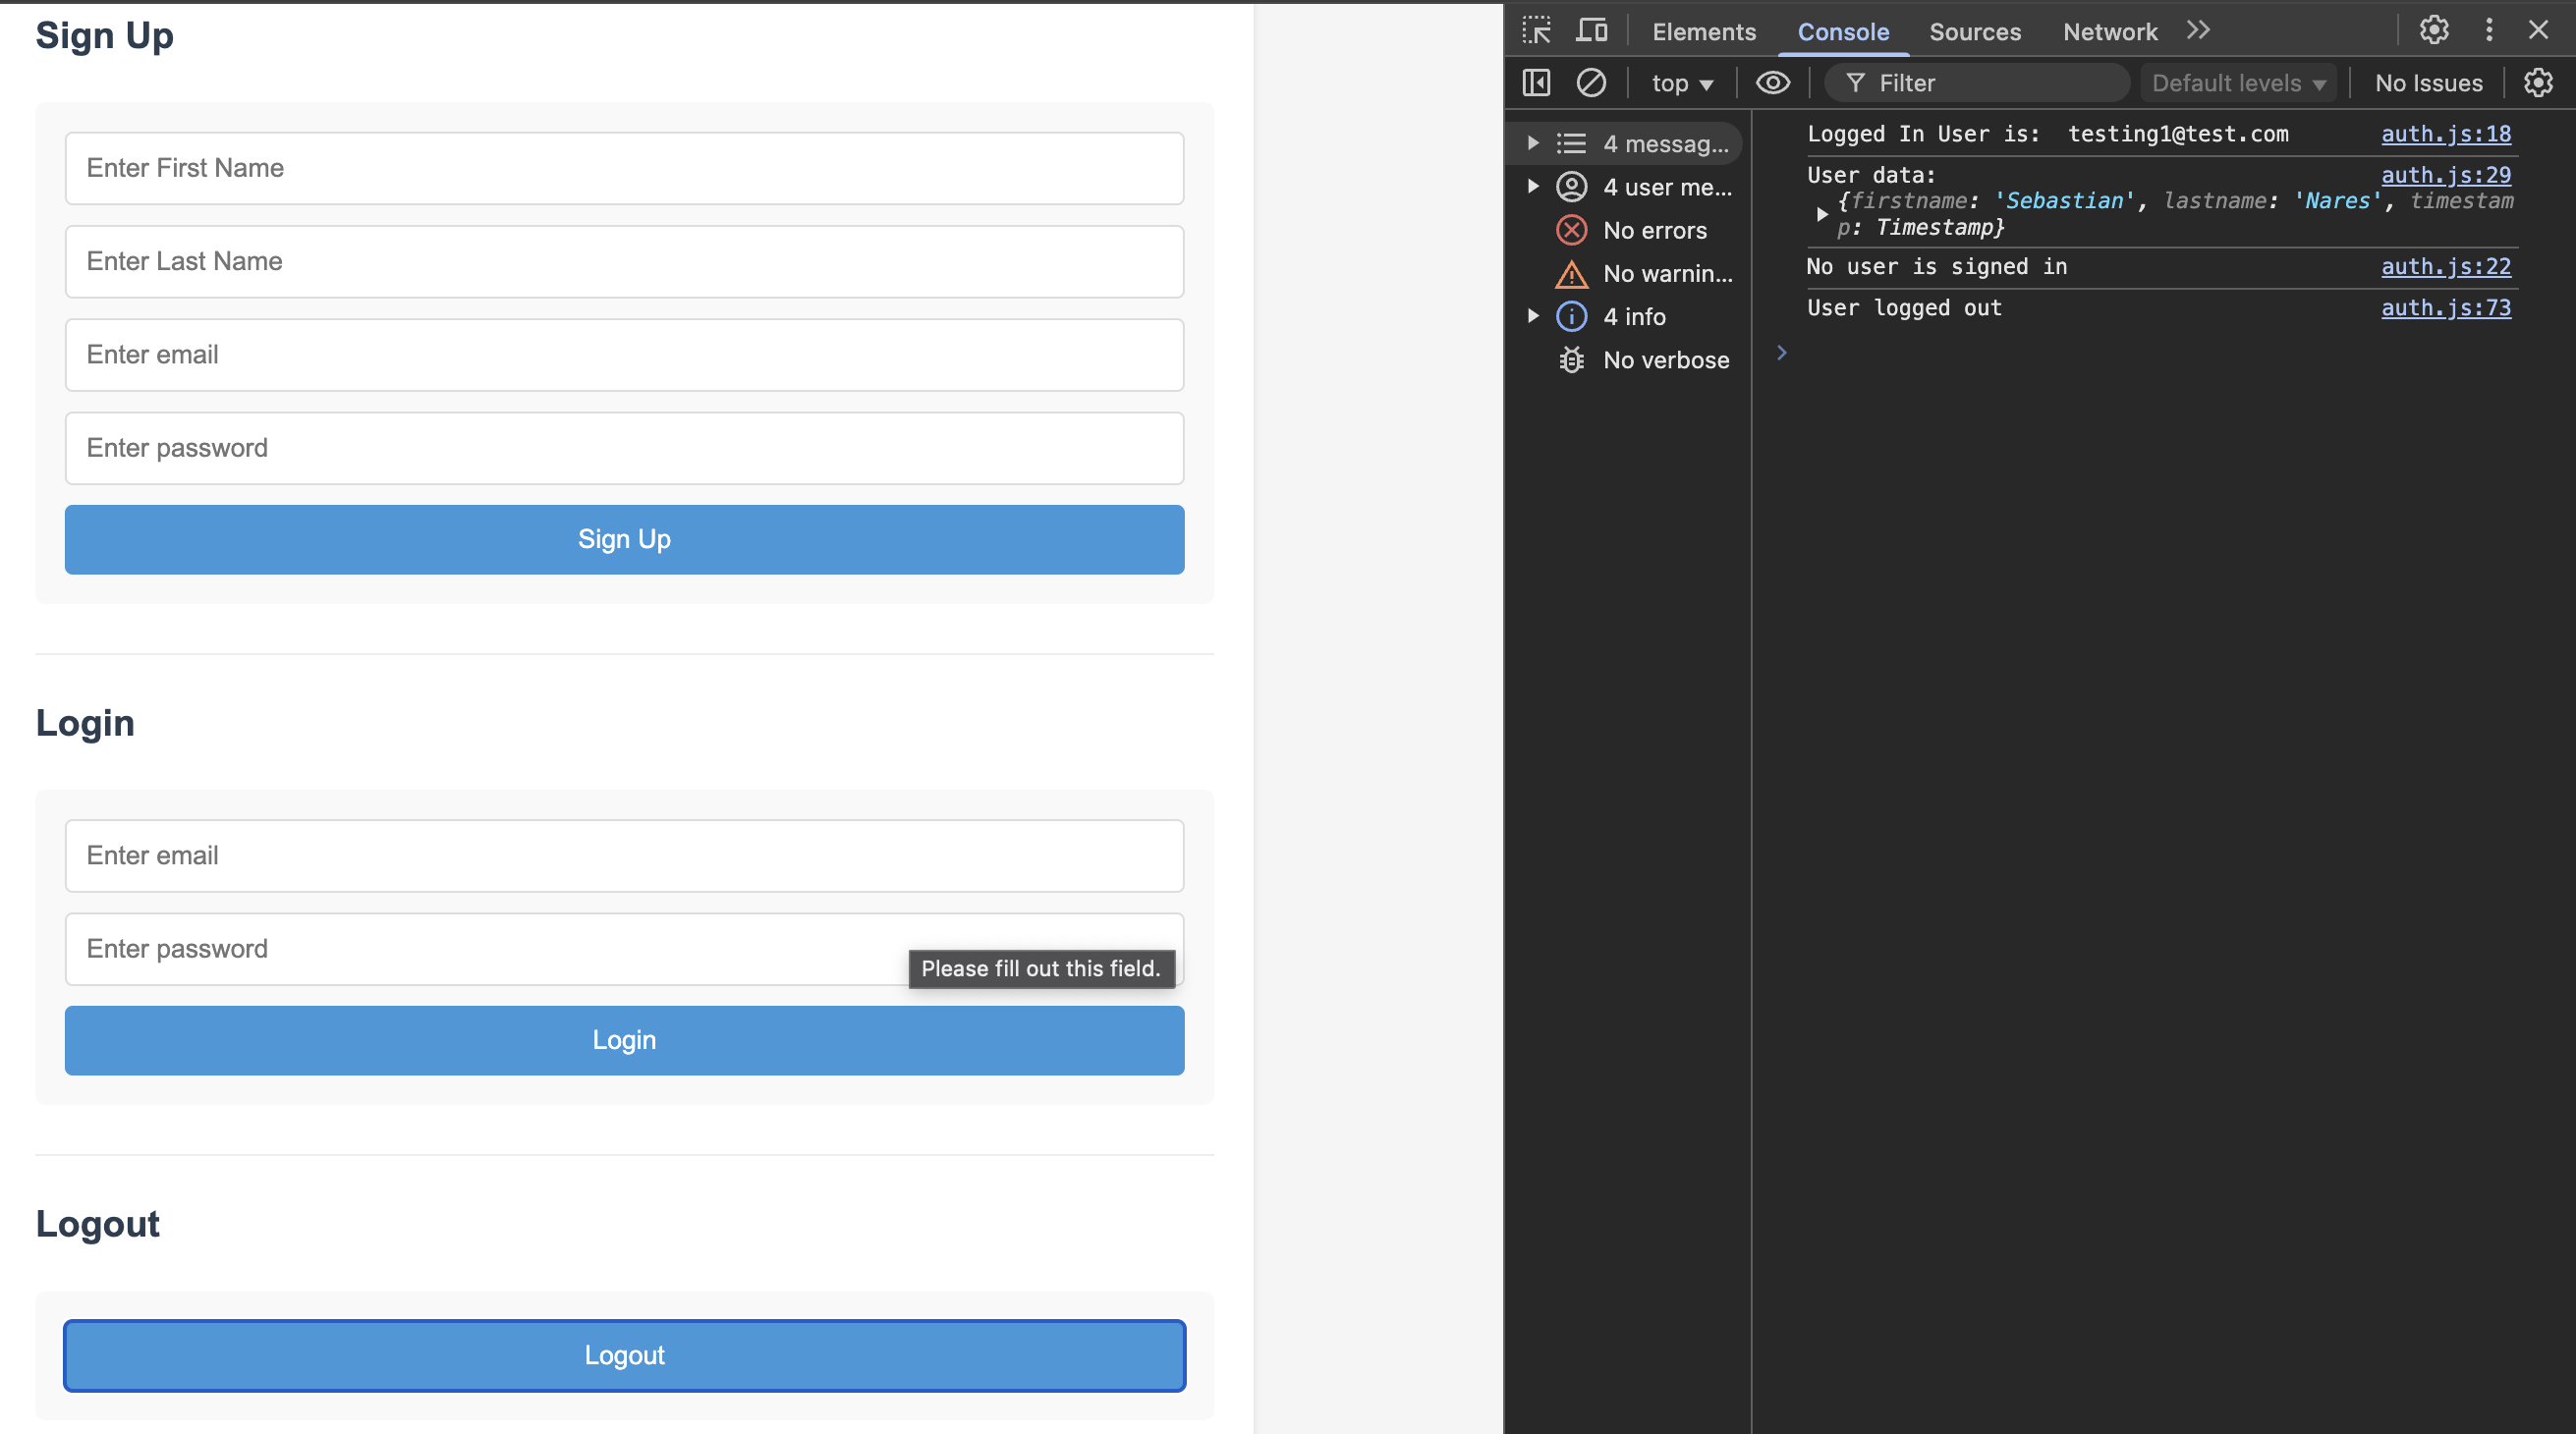 Sign Up
Enter First Name
Enter Last Name
Enter email
Enter password
Sign Up
Login
Enter email
Enter password
Please fill out this field.
Login
Logout
Logout
Elements Console Sources Network
top Filter Default levels No Issues
4 messag...
4 user me...
No errors
No warnin...
4 info
No verbose
Logged In User is:  testing1@test.com auth.js:18
User data: auth.js:29
{firstname: 'Sebastian', lastname: 'Nares', timestam
p: Timestamp}
No user is signed in auth.js:22
User logged out auth.js:73